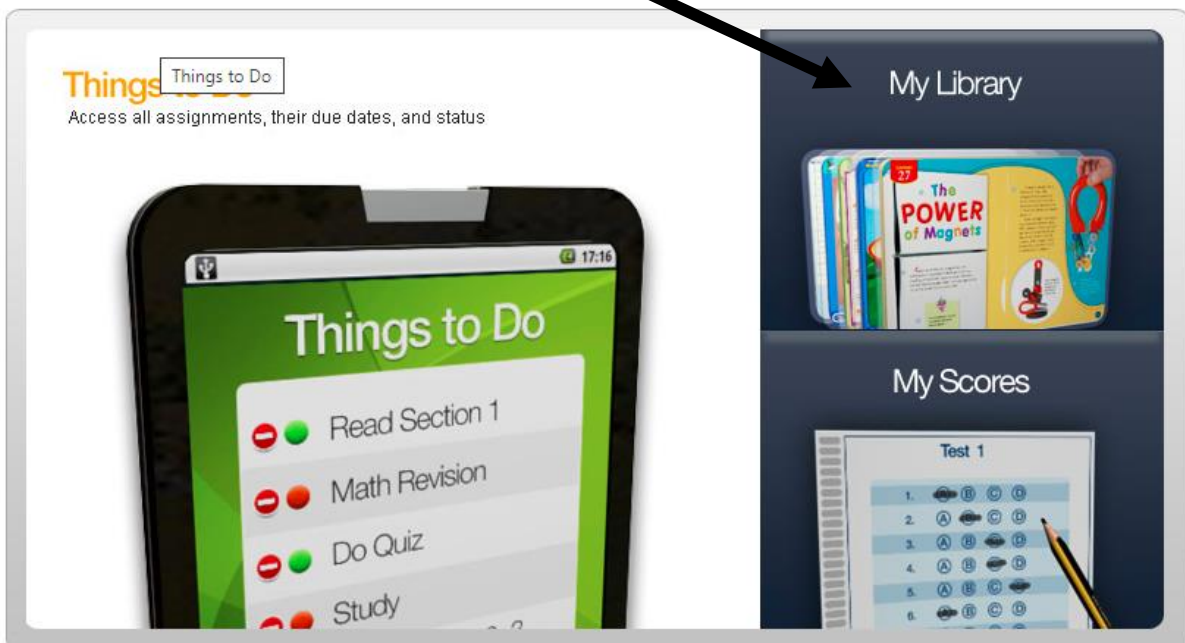 Things to Do
Things to Do
Access all assignments, their due dates, and status
17:16
Things to Do
Read Section 1
Math Revision
Do Quiz
Study
My Library
27
The
POWER
of Magnets
My Scores
Test 1
1. A B C D
2. A B C D
3. A B C D
4. A B C D
5. A B C D
6. A B C D